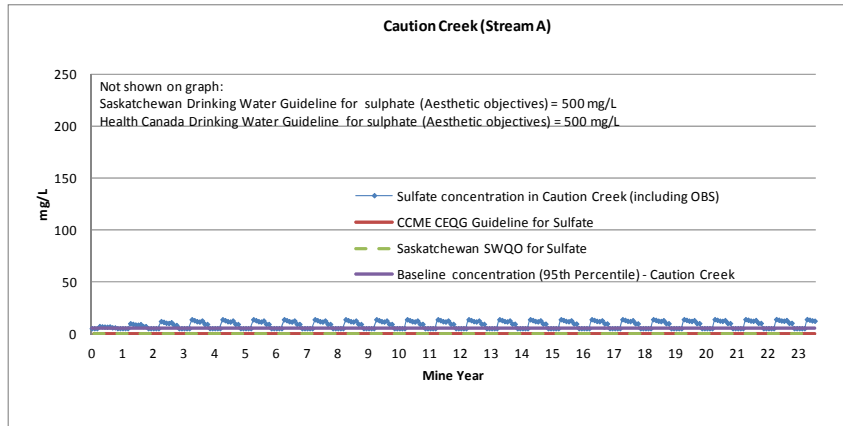 Caution Creek (Stream A)
250
200
150
100
50
0
mg/L
Not shown on graph:
Saskatchewan Drinking Water Guideline for sulphate (Aesthetic objectives) = 500 mg/L
Health Canada Drinking Water Guideline for sulphate (Aesthetic objectives) = 500 mg/L
Sulfate concentration in Caution Creek (including OBS)
CCME CEQG Guideline for Sulfate
Saskatchewan SWQO for Sulfate
Baseline concentration (95th Percentile) - Caution Creek
0 1 2 3 4 5 6 7 8 9 10 11 12 13 14 15 16 17 18 19 20 21 22 23
Mine Year